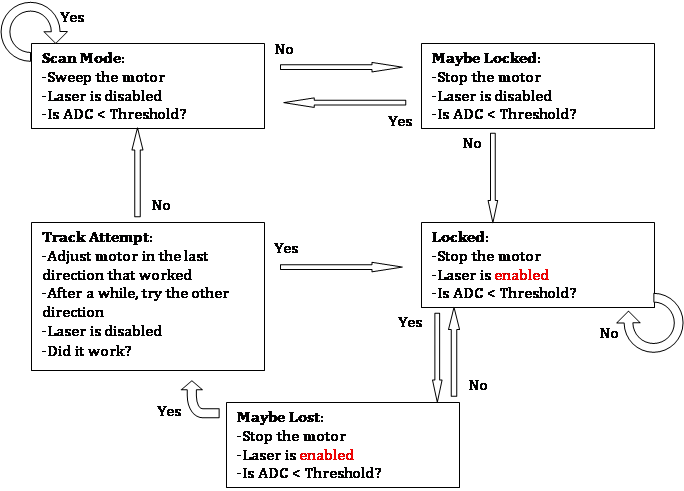 Yes
Scan Mode:
-Sweep the motor
-Laser is disabled
-Is ADC < Threshold?
No
Yes
Maybe Locked:
-Stop the motor
-Laser is disabled
-Is ADC < Threshold?
No
No
Track Attempt:
-Adjust motor in the last
direction that worked
-After a while, try the other
direction
-Laser is disabled
-Did it work?
Yes
Locked:
-Stop the motor
-Laser is enabled
-Is ADC < Threshold?
Yes
No
No
Yes
Maybe Lost:
-Stop the motor
-Laser is enabled
-Is ADC < Threshold?